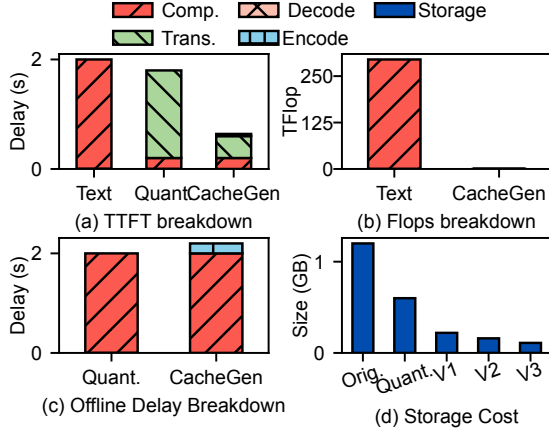 Comp. Decode Storage
Trans. Encode
Delay (s)
2
0
Text Quant. CacheGen
(a) TTFT breakdown
TFlop
250
125
0
Text CacheGen
(b) Flops breakdown
Delay (s)
2
0
Quant. CacheGen
(c) Offline Delay Breakdown
Size (GB)
1
0
Orig. Quant. V1 V2 V3
(d) Storage Cost